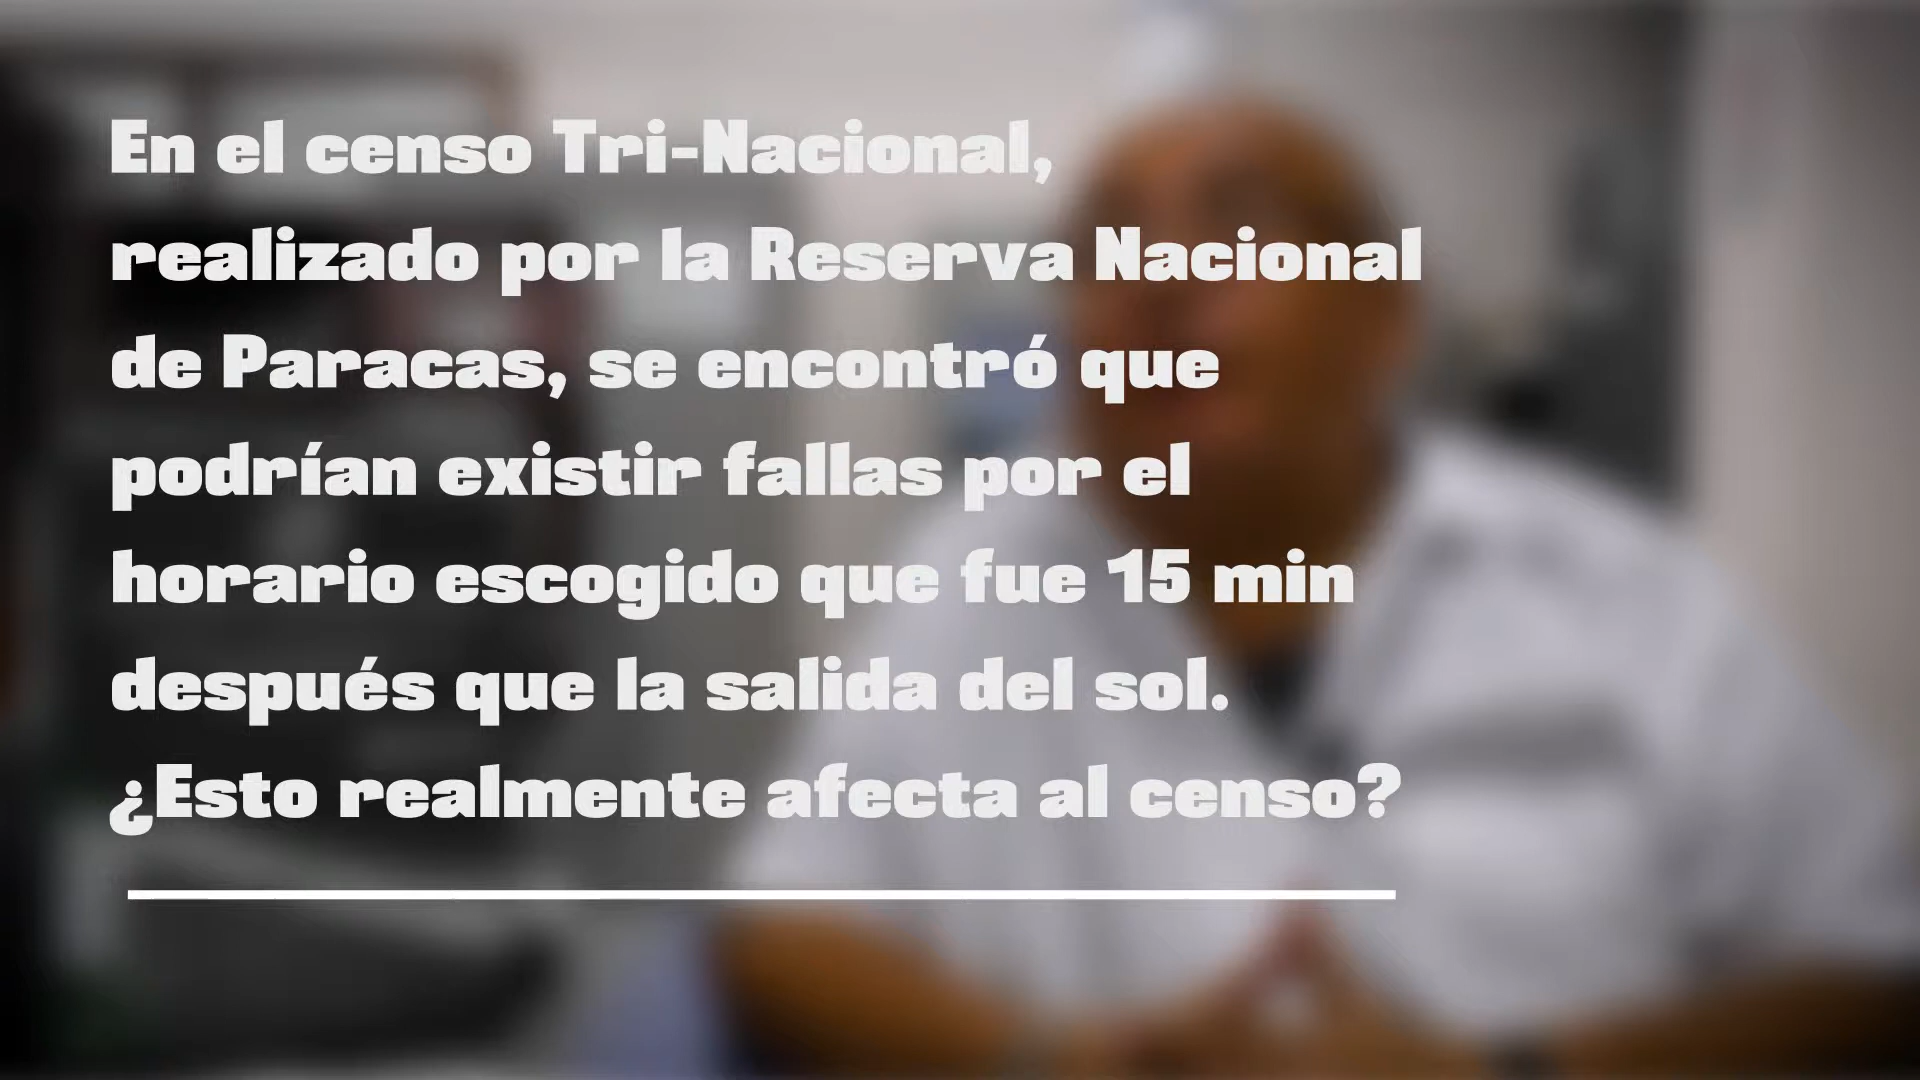 En el censo Tri-Nacional,
realizado por la Reserva Nacional
de Paracas, se encontró que
podrían existir fallas por el
horario escogido que fue 15 min
después que la salida del sol.
¿Esto realmente afecta al censo?